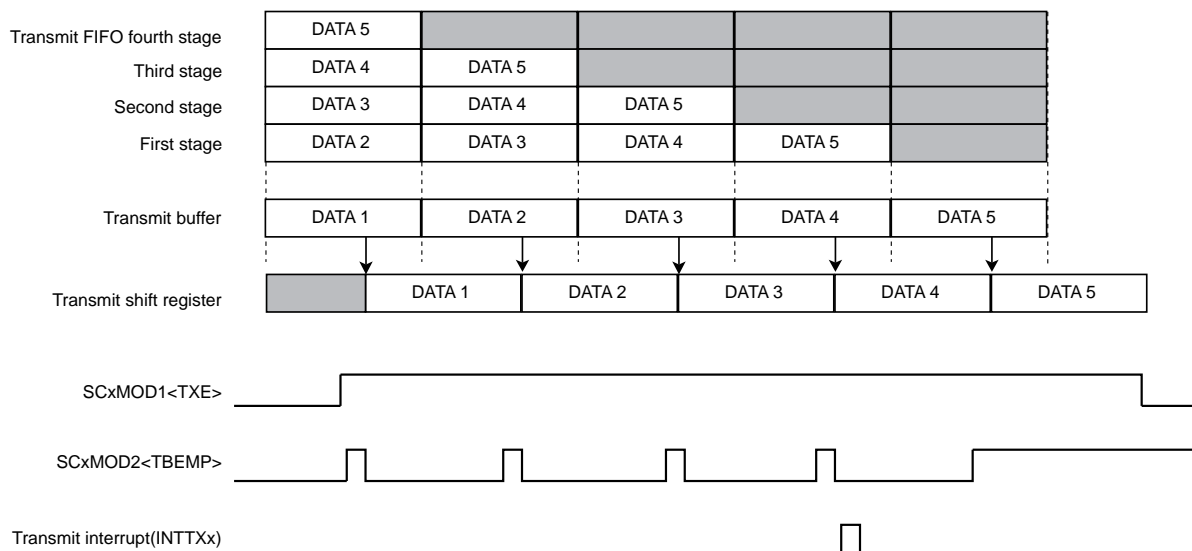 Transmit FIFO fourth stage DATA 5
Third stage DATA 4 DATA 5
Second stage DATA 3 DATA 4 DATA 5
First stage DATA 2 DATA 3 DATA 4 DATA 5
Transmit buffer DATA 1 DATA 2 DATA 3 DATA 4 DATA 5
Transmit shift register DATA 1 DATA 2 DATA 3 DATA 4 DATA 5
SCxMOD1<TXE>
SCxMOD2<TBEMP>
Transmit interrupt(INTTXx)